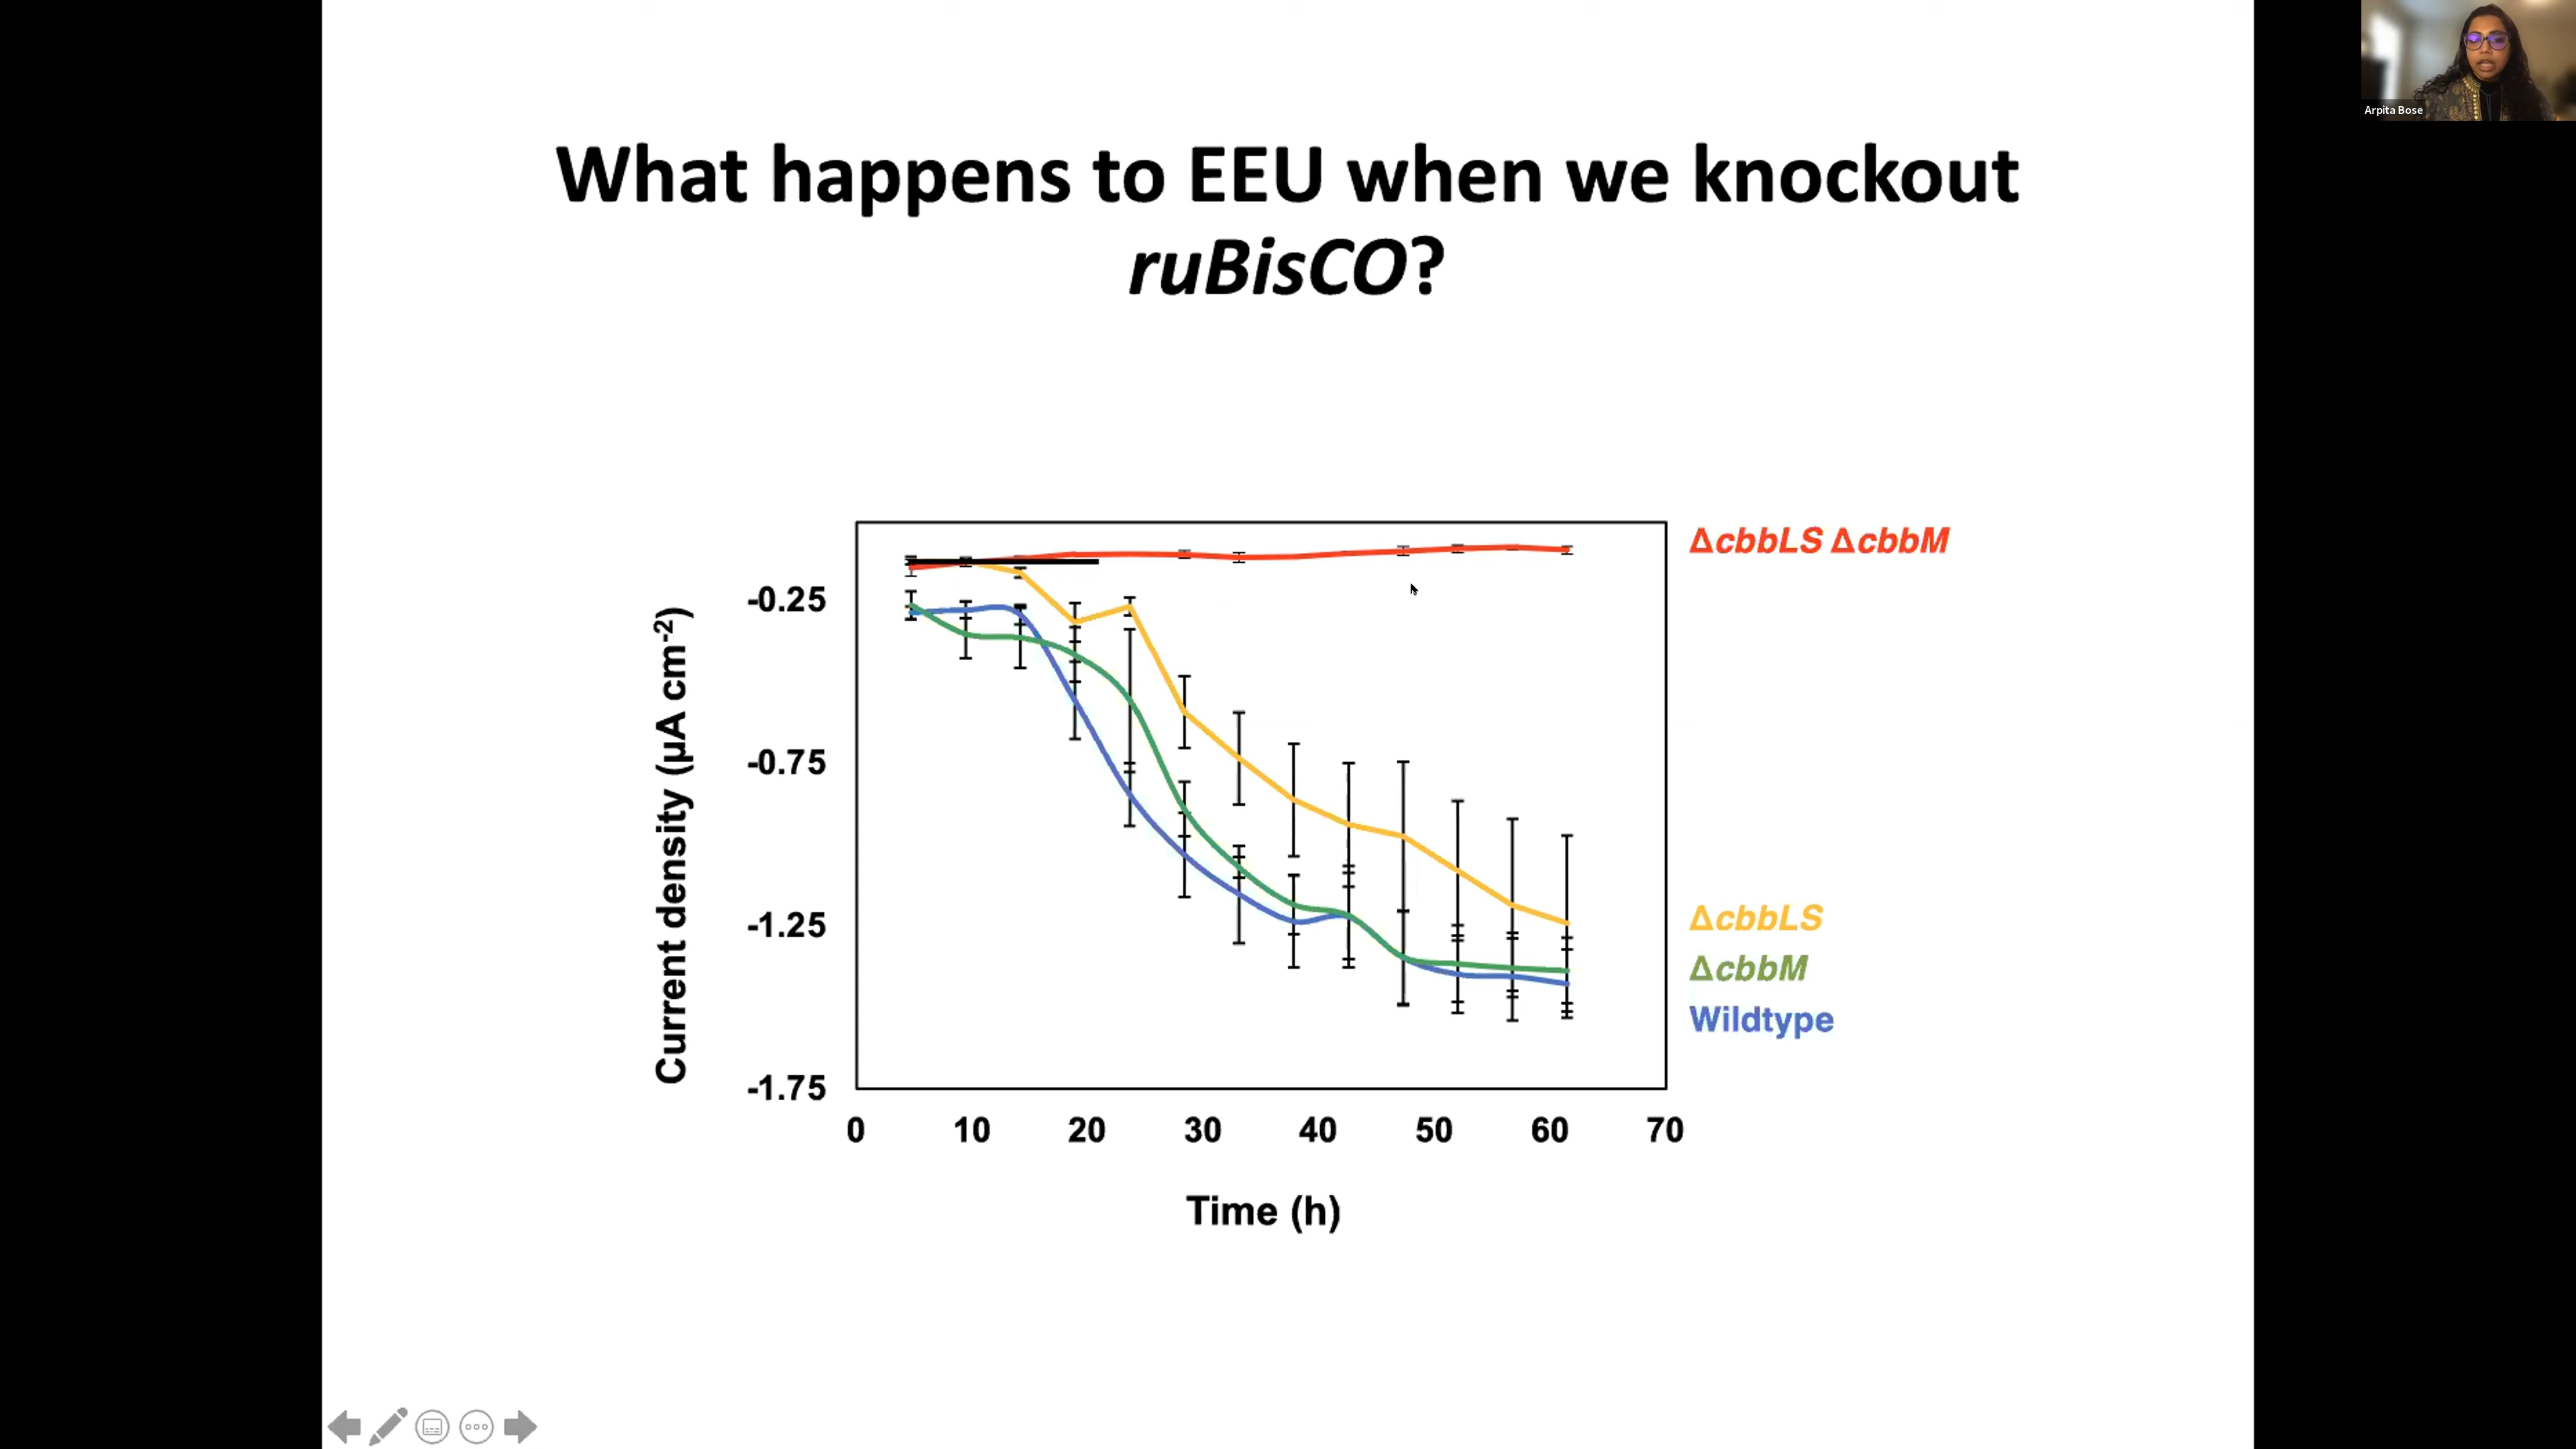 What happens to EEU when we knockout
ruBisCO?
Arpita Bose
Current density (µA cm-2)
-0.25
-0.75
-1.25
-1.75
0 10 20 30 40 50 60 70
Time (h)
ΔcbbLS ΔcbbM
ΔcbbLS
ΔcbbM
Wildtype